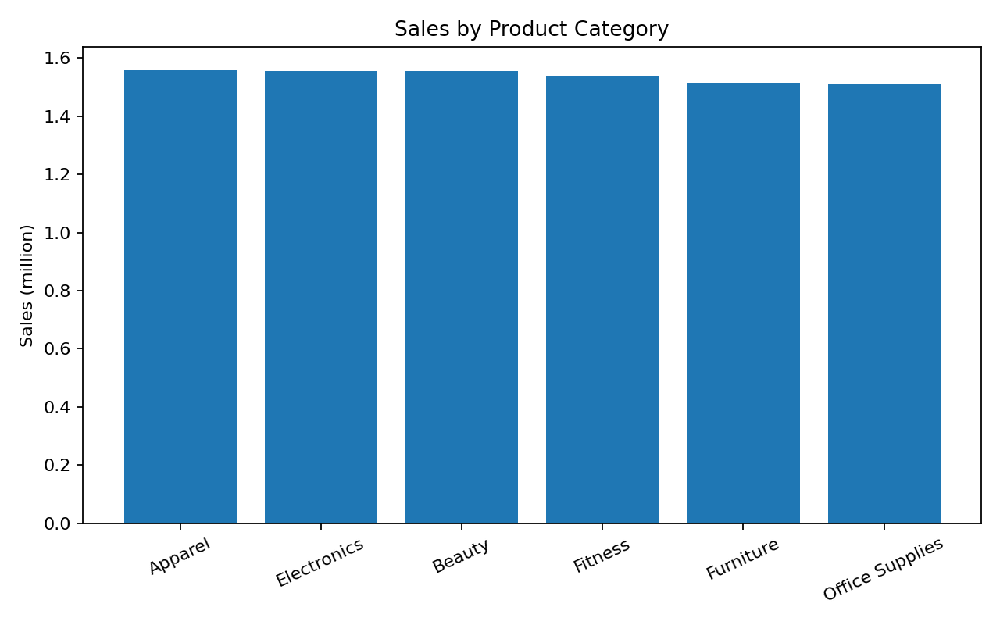 Sales by Product Category
Sales (million)
1.6
1.4
1.2
1.0
0.8
0.6
0.4
0.2
0.0
Apparel
Electronics
Beauty
Fitness
Furniture
Office Supplies